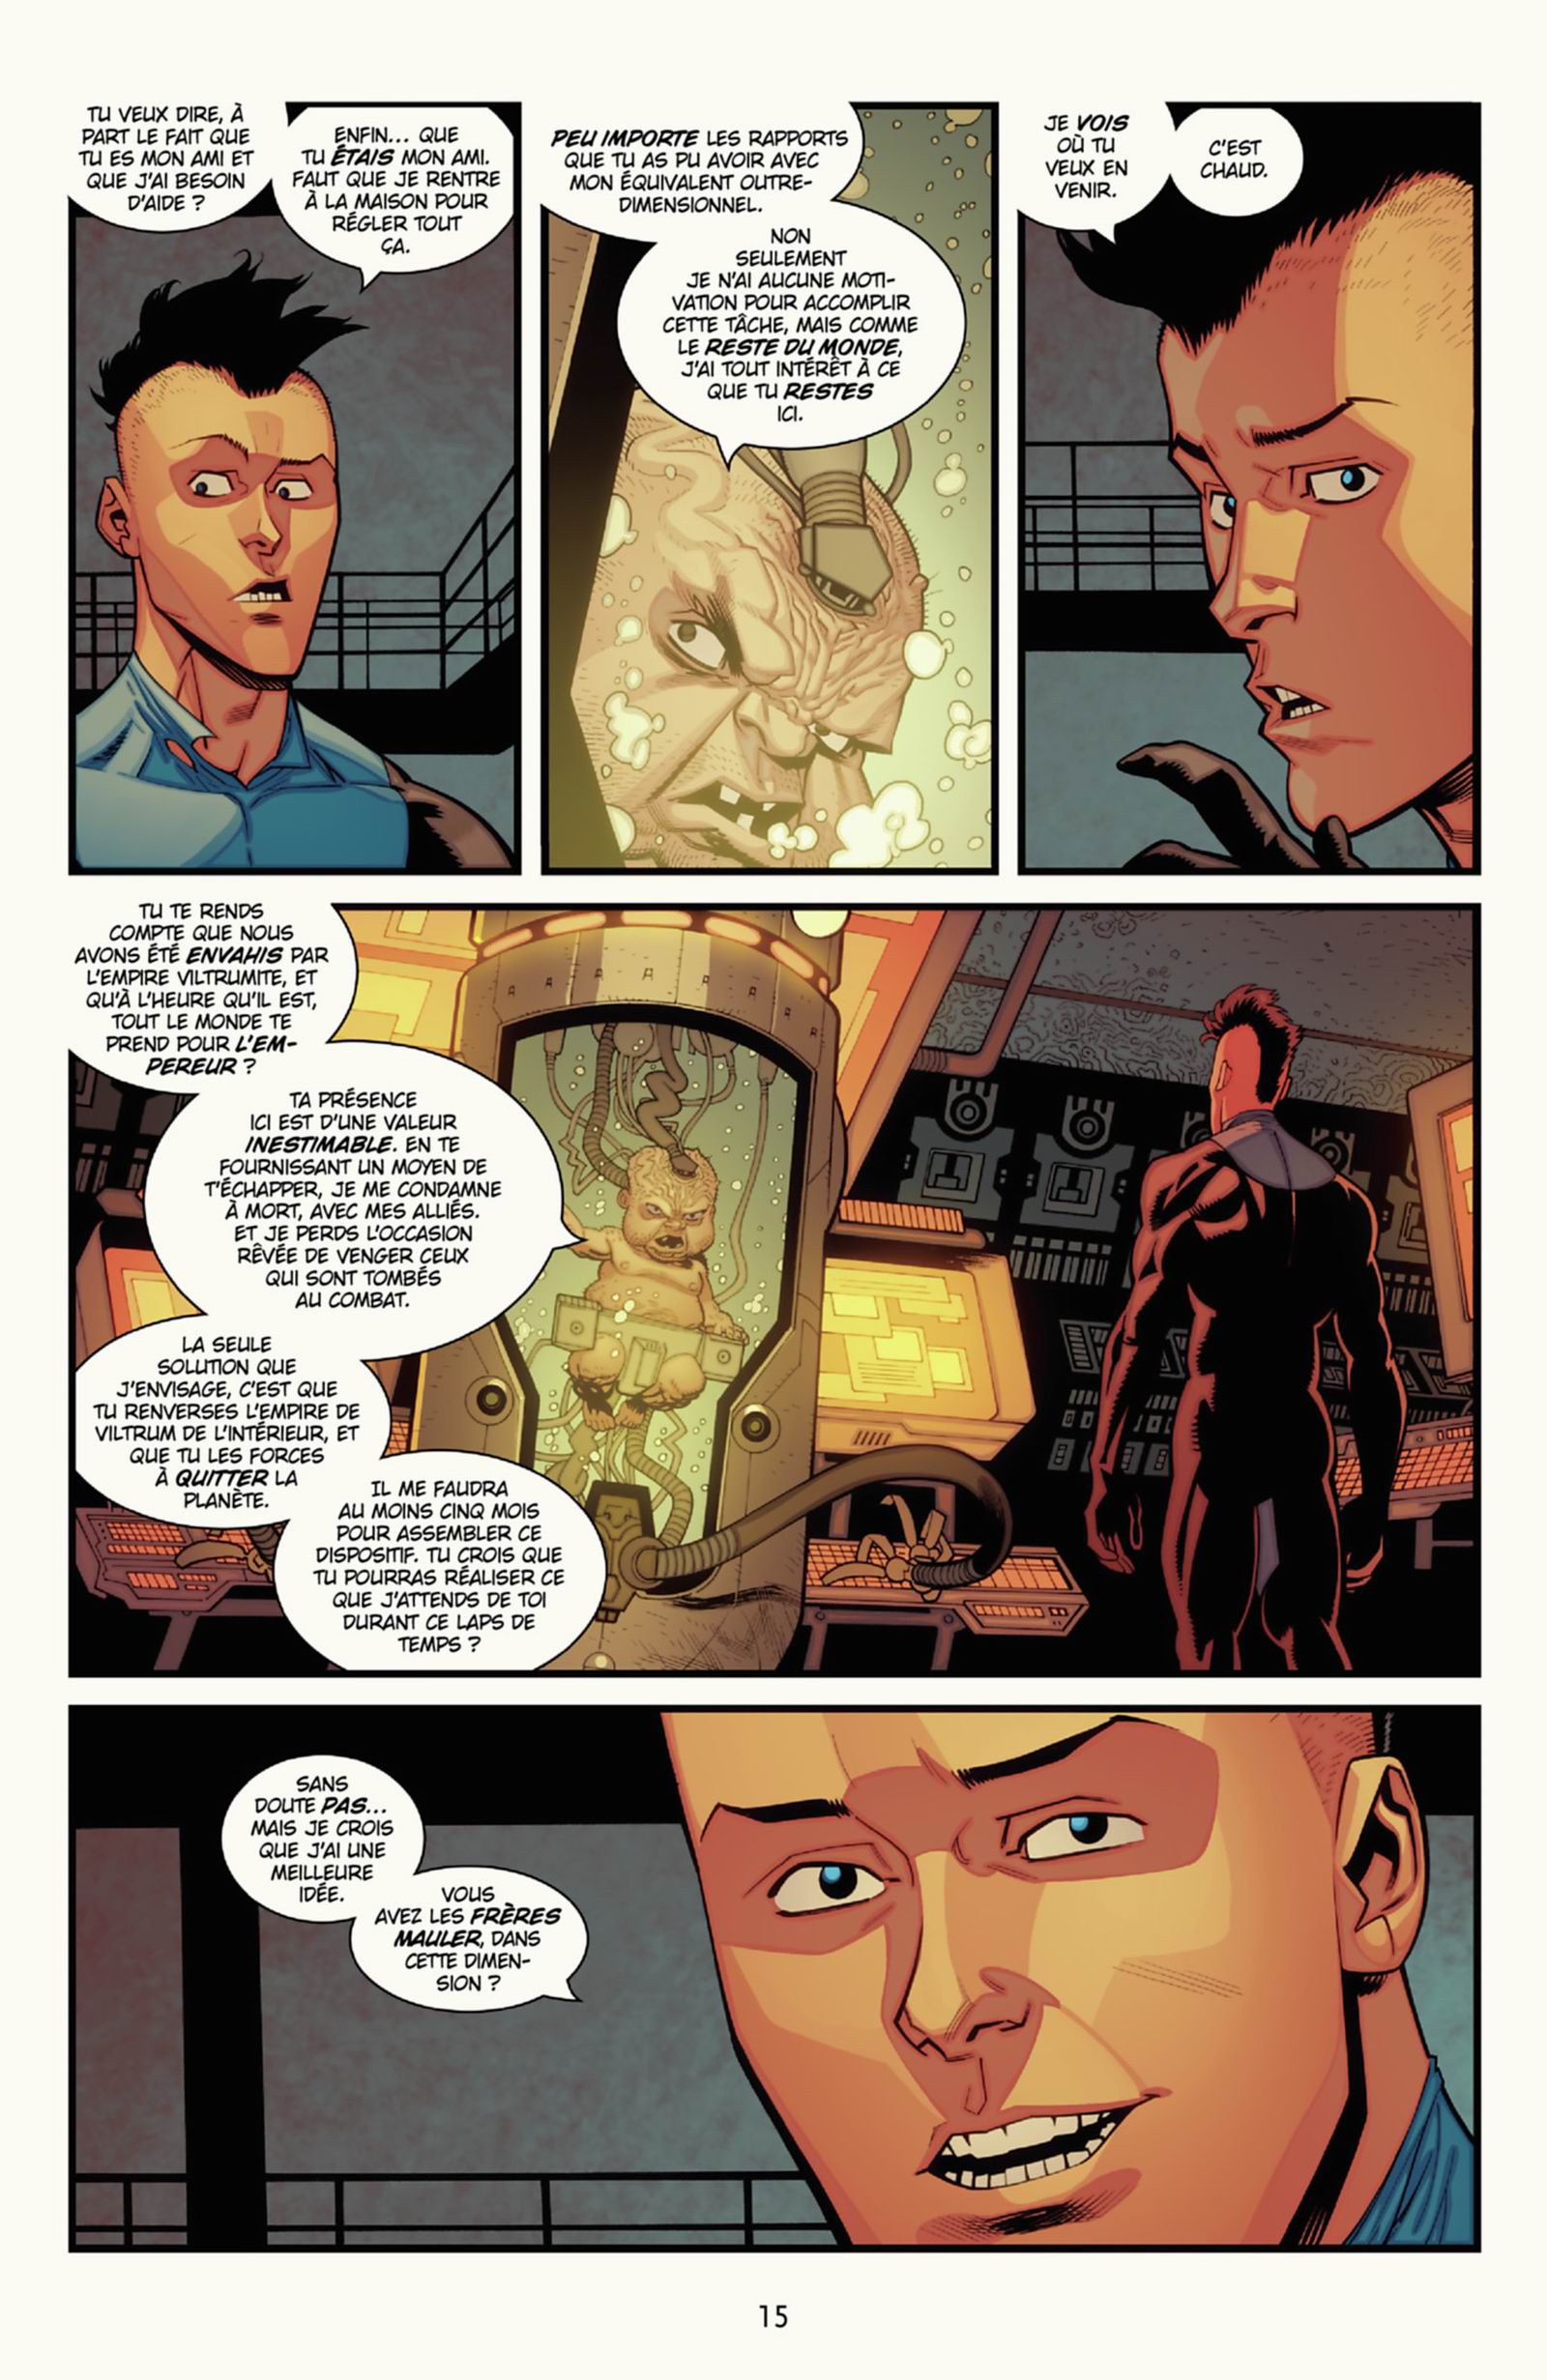 TU VEUX DIRE, À
PART LE FAIT QUE
TU ES MON AMI ET
QUE J'AI BESOIN
D'AIDE ?
ENFIN... QUE
TU ÉTAIS MON AMI.
FAUT QUE JE RENTRE
À LA MAISON POUR
RÉGLER TOUT
ÇA.
PEU IMPORTE LES RAPPORTS
QUE TU AS PU AVOIR AVEC
MON ÉQUIVALENT OUTRE-
DIMENSIONNEL.
NON
SEULEMENT
JE N'AI AUCUNE MOTI-
VATION POUR ACCOMPLIR
CETTE TÂCHE, MAIS COMME
LE RESTE DU MONDE,
J'AI TOUT INTÉRÊT À CE
QUE TU RESTES
ICI.
JE VOIS
OÙ TU
VEUX EN
VENIR.
C'EST
CHAUD.
TU TE RENDS
COMPTE QUE NOUS
AVONS ÉTÉ ENVAHIS PAR
L'EMPIRE VILTRUMITE, ET
QU'À L'HEURE QU'IL EST,
TOUT LE MONDE TE
PREND POUR L'EM-
PEREUR ?
TA PRÉSENCE
ICI EST D'UNE VALEUR
INESTIMABLE. EN TE
FOURNISSANT UN MOYEN DE
T'ÉCHAPPER, JE ME CONDAMNE
À MORT, AVEC MES ALLIÉS.
ET JE PERDS L'OCCASION
RÊVÉE DE VENGER CEUX
QUI SONT TOMBÉS
AU COMBAT.
LA SEULE
SOLUTION QUE
J'ENVISAGE, C'EST QUE
TU RENVERSES L'EMPIRE DE
VILTRUM DE L'INTÉRIEUR, ET
QUE TU LES FORCES
À QUITTER LA
PLANÈTE.
IL ME FAUDRA
AU MOINS CINQ MOIS
POUR ASSEMBLER CE
DISPOSITIF. TU CROIS QUE
TU POURRAS RÉALISER CE
QUE J'ATTENDS DE TOI
DURANT CE LAPS DE
TEMPS ?
SANS
DOUTE PAS...
MAIS JE CROIS
QUE J'AI UNE
MEILLEURE
IDÉE.
VOUS
AVEZ LES FRÈRES
MAULER, DANS
CETTE DIMEN-
SION ?
15